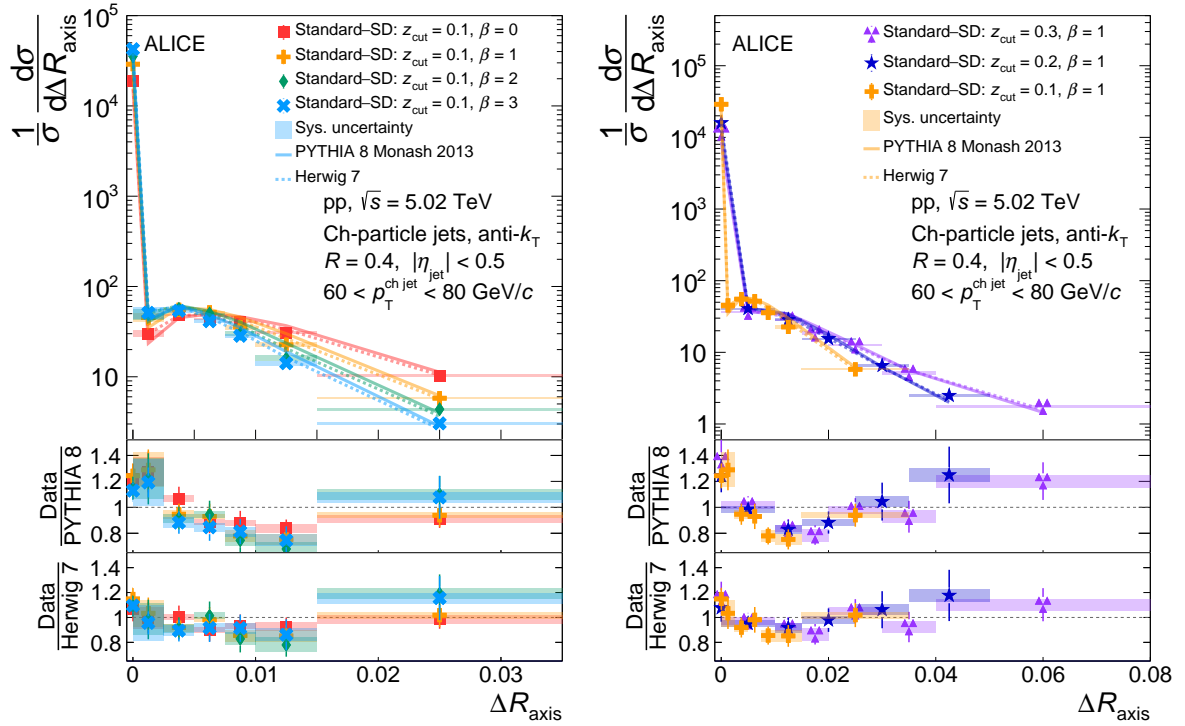 1/σ dσ/dΔR_axis
10^5
10^4
10^3
10^2
10
ALICE
Standard–SD: z_cut = 0.1, β = 0
Standard–SD: z_cut = 0.1, β = 1
Standard–SD: z_cut = 0.1, β = 2
Standard–SD: z_cut = 0.1, β = 3
Sys. uncertainty
PYTHIA 8 Monash 2013
Herwig 7
pp, √s = 5.02 TeV
Ch-particle jets, anti-k_T
R = 0.4, |η_jet| < 0.5
60 < p_T^ch jet < 80 GeV/c
Data
PYTHIA 8
1.4
1.2
1
0.8
Data
Herwig 7
1.4
1.2
1
0.8
0 0.01 0.02 0.03
ΔR_axis
1/σ dσ/dΔR_axis
10^5
10^4
10^3
10^2
10
1
ALICE
Standard–SD: z_cut = 0.3, β = 1
Standard–SD: z_cut = 0.2, β = 1
Standard–SD: z_cut = 0.1, β = 1
Sys. uncertainty
PYTHIA 8 Monash 2013
Herwig 7
pp, √s = 5.02 TeV
Ch-particle jets, anti-k_T
R = 0.4, |η_jet| < 0.5
60 < p_T^ch jet < 80 GeV/c
Data
PYTHIA 8
1.4
1.2
1
0.8
Data
Herwig 7
1.4
1.2
1
0.8
0 0.02 0.04 0.06 0.08
ΔR_axis